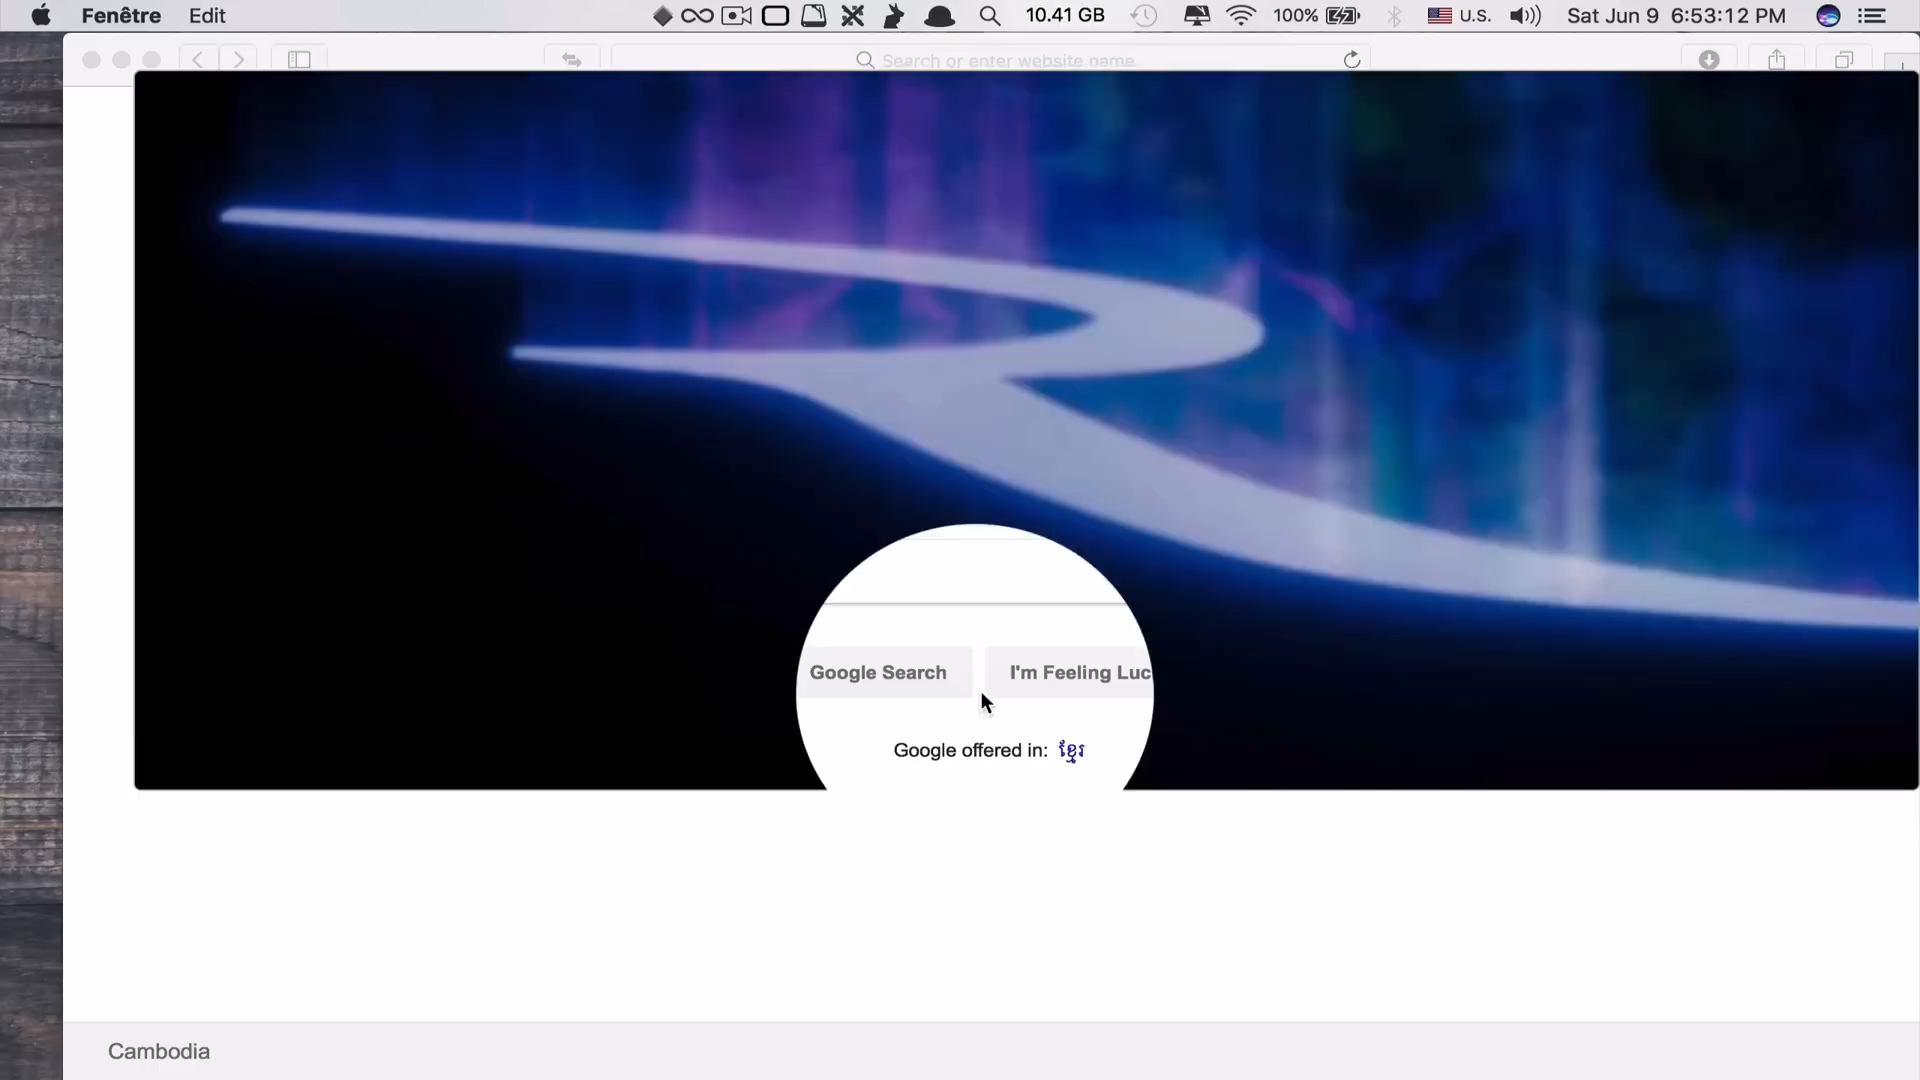 Fenêtre Edit 10.41 GB 100% U.S. Sat Jun 9 6:53:12 PM
Search or enter website name
Google Search I'm Feeling Luc
Google offered in: ខ្មែរ
Cambodia